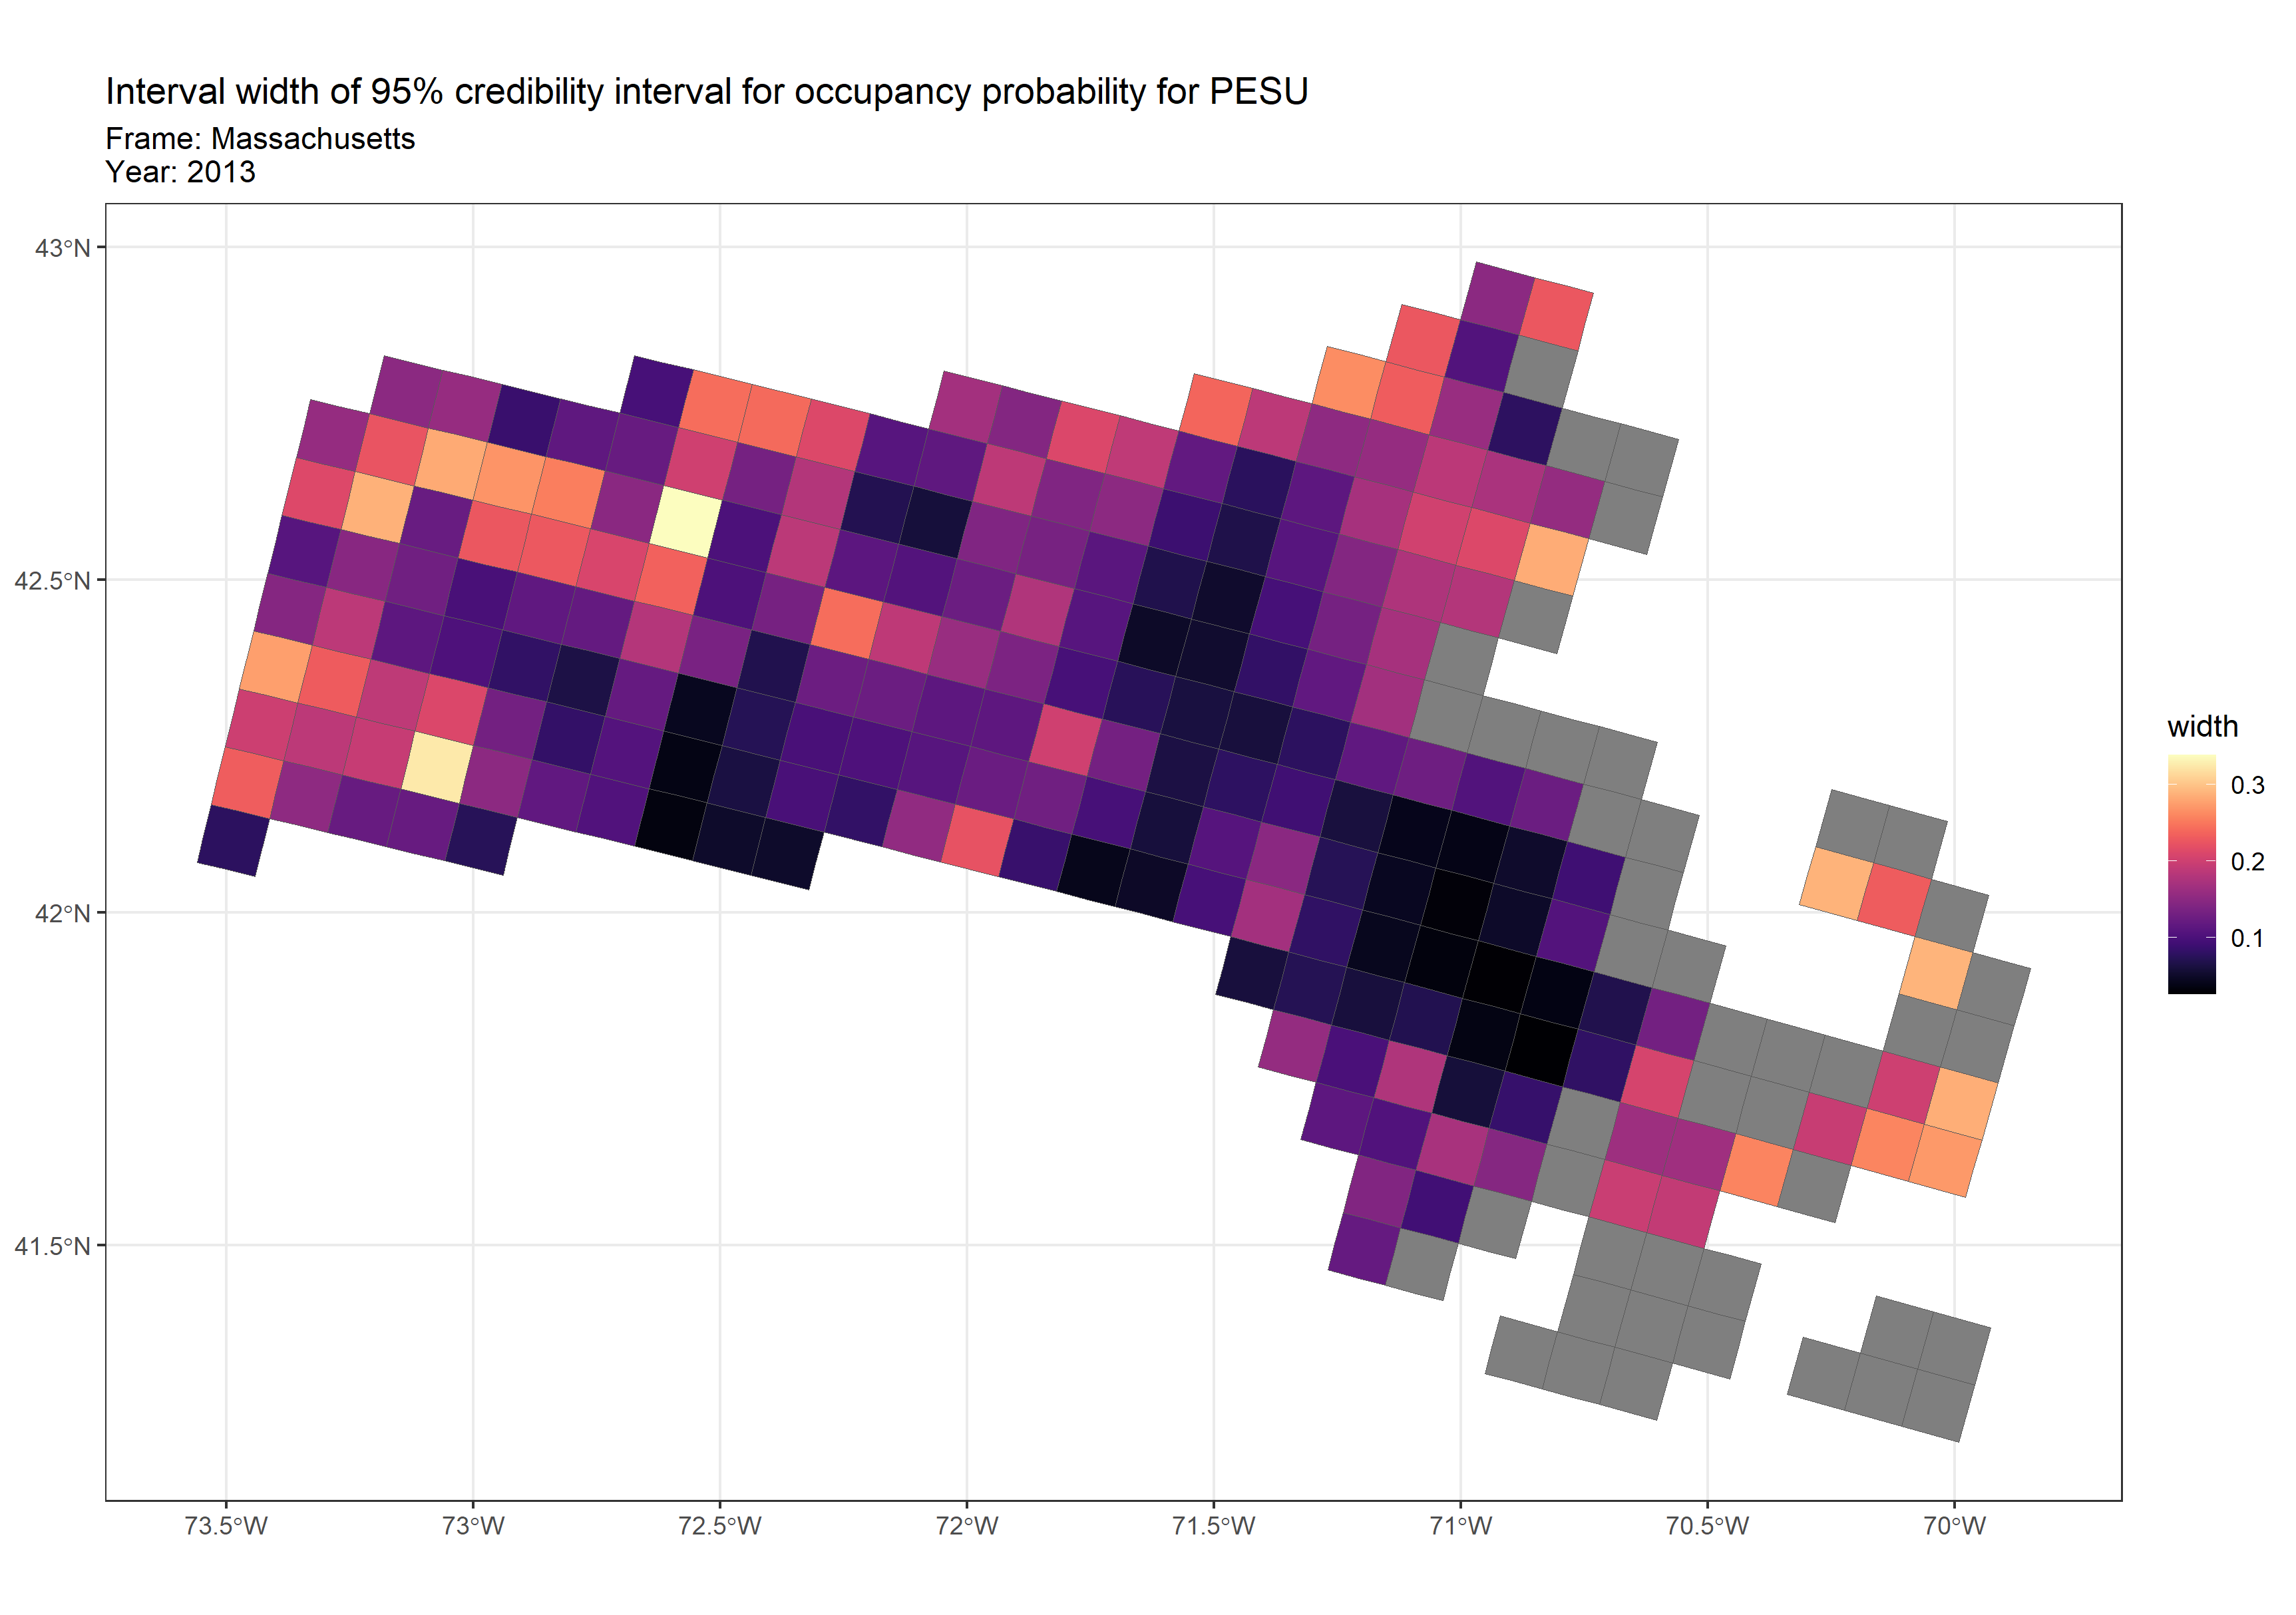 Interval width of 95% credibility interval for occupancy probability for PESU
Frame: Massachusetts
Year: 2013
43°N
42.5°N
42°N
41.5°N
73.5°W
73°W
72.5°W
72°W
71.5°W
71°W
70.5°W
70°W
width
0.3
0.2
0.1